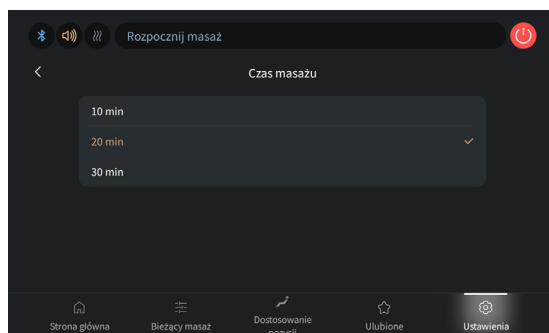 Rozpocznij masaż
Czas masażu
10 min
20 min
30 min
Strona główna
Bieżący masaż
Dostosowanie
pozycji
Ulubione
Ustawienia